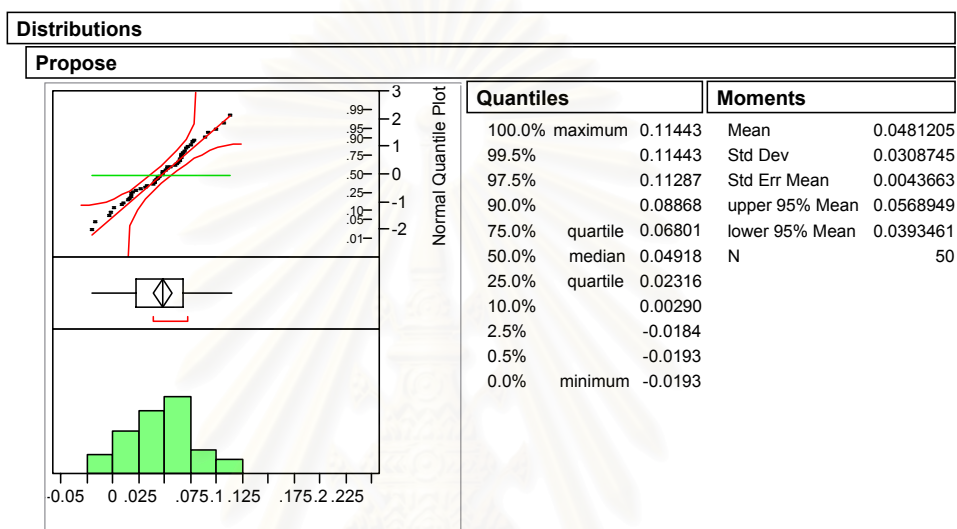 Distributions
Propose
3
2
1
0
-1
-2
.99
.95
.90
.75
.50
.25
.10
.05
.01
Normal Quantile Plot
-0.05 0 .025 .075 .1 .125 .175 .2 .225
Quantiles
100.0% maximum 0.11443
99.5% 0.11443
97.5% 0.11287
90.0% 0.08868
75.0% quartile 0.06801
50.0% median 0.04918
25.0% quartile 0.02316
10.0% 0.00290
2.5% -0.0184
0.5% -0.0193
0.0% minimum -0.0193
Moments
Mean 0.0481205
Std Dev 0.0308745
Std Err Mean 0.0043663
upper 95% Mean 0.0568949
lower 95% Mean 0.0393461
N 50